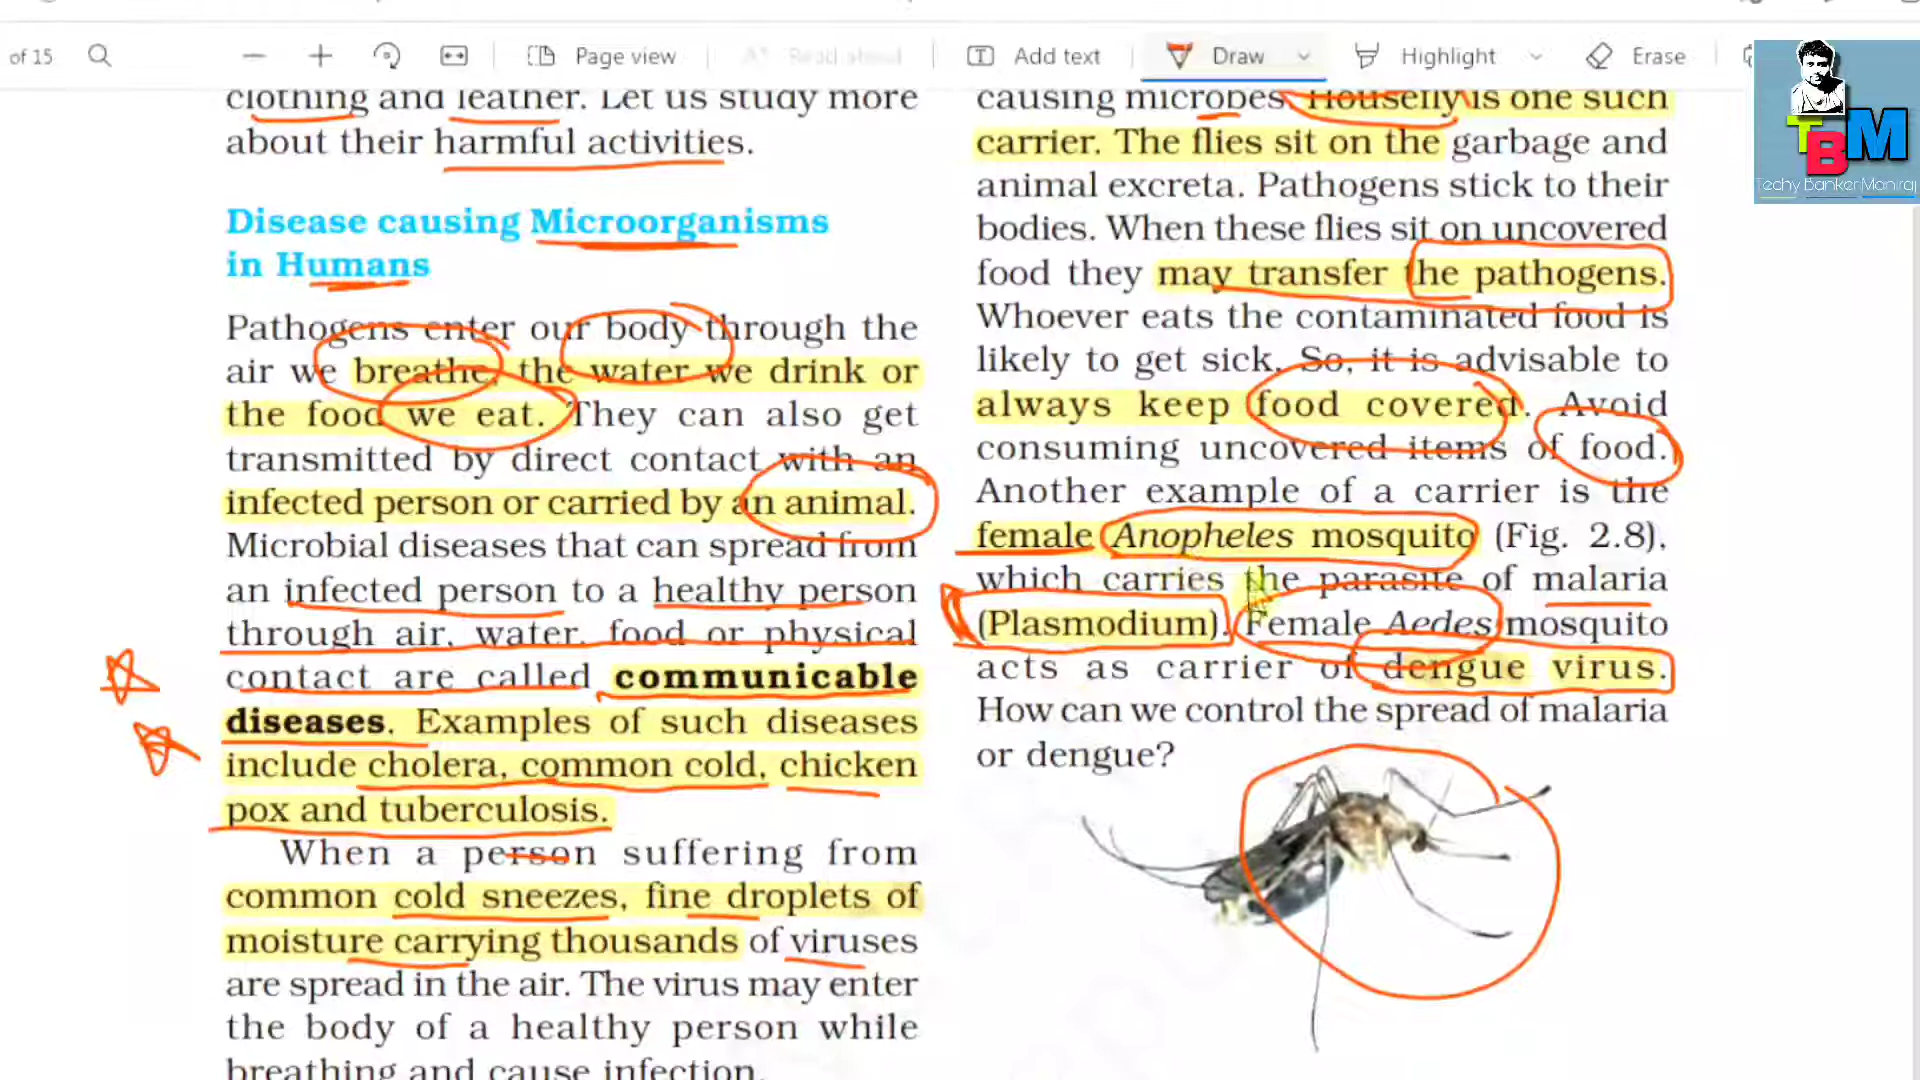 of 15
Page view
Read aloud
Add text
Draw
Highlight
Erase
TBM
Techy Banker Maniraj
clothing and leather. Let us study more
about their harmful activities.
Disease causing Microorganisms
in Humans
Pathogens enter our body through the
air we breathe, the water we drink or
the food we eat. They can also get
transmitted by direct contact with an
infected person or carried by an animal.
Microbial diseases that can spread from
an infected person to a healthy person
through air, water, food or physical
contact are called communicable
diseases. Examples of such diseases
include cholera, common cold, chicken
pox and tuberculosis.
When a person suffering from
common cold sneezes, fine droplets of
moisture carrying thousands of viruses
are spread in the air. The virus may enter
the body of a healthy person while
breathing and cause infection.
causing microbes. Housefly is one such
carrier. The flies sit on the garbage and
animal excreta. Pathogens stick to their
bodies. When these flies sit on uncovered
food they may transfer the pathogens.
Whoever eats the contaminated food is
likely to get sick. So, it is advisable to
always keep food covered. Avoid
consuming uncovered items of food.
Another example of a carrier is the
female Anopheles mosquito (Fig. 2.8),
which carries the parasite of malaria
(Plasmodium). Female Aedes mosquito
acts as carrier of dengue virus.
How can we control the spread of malaria
or dengue?